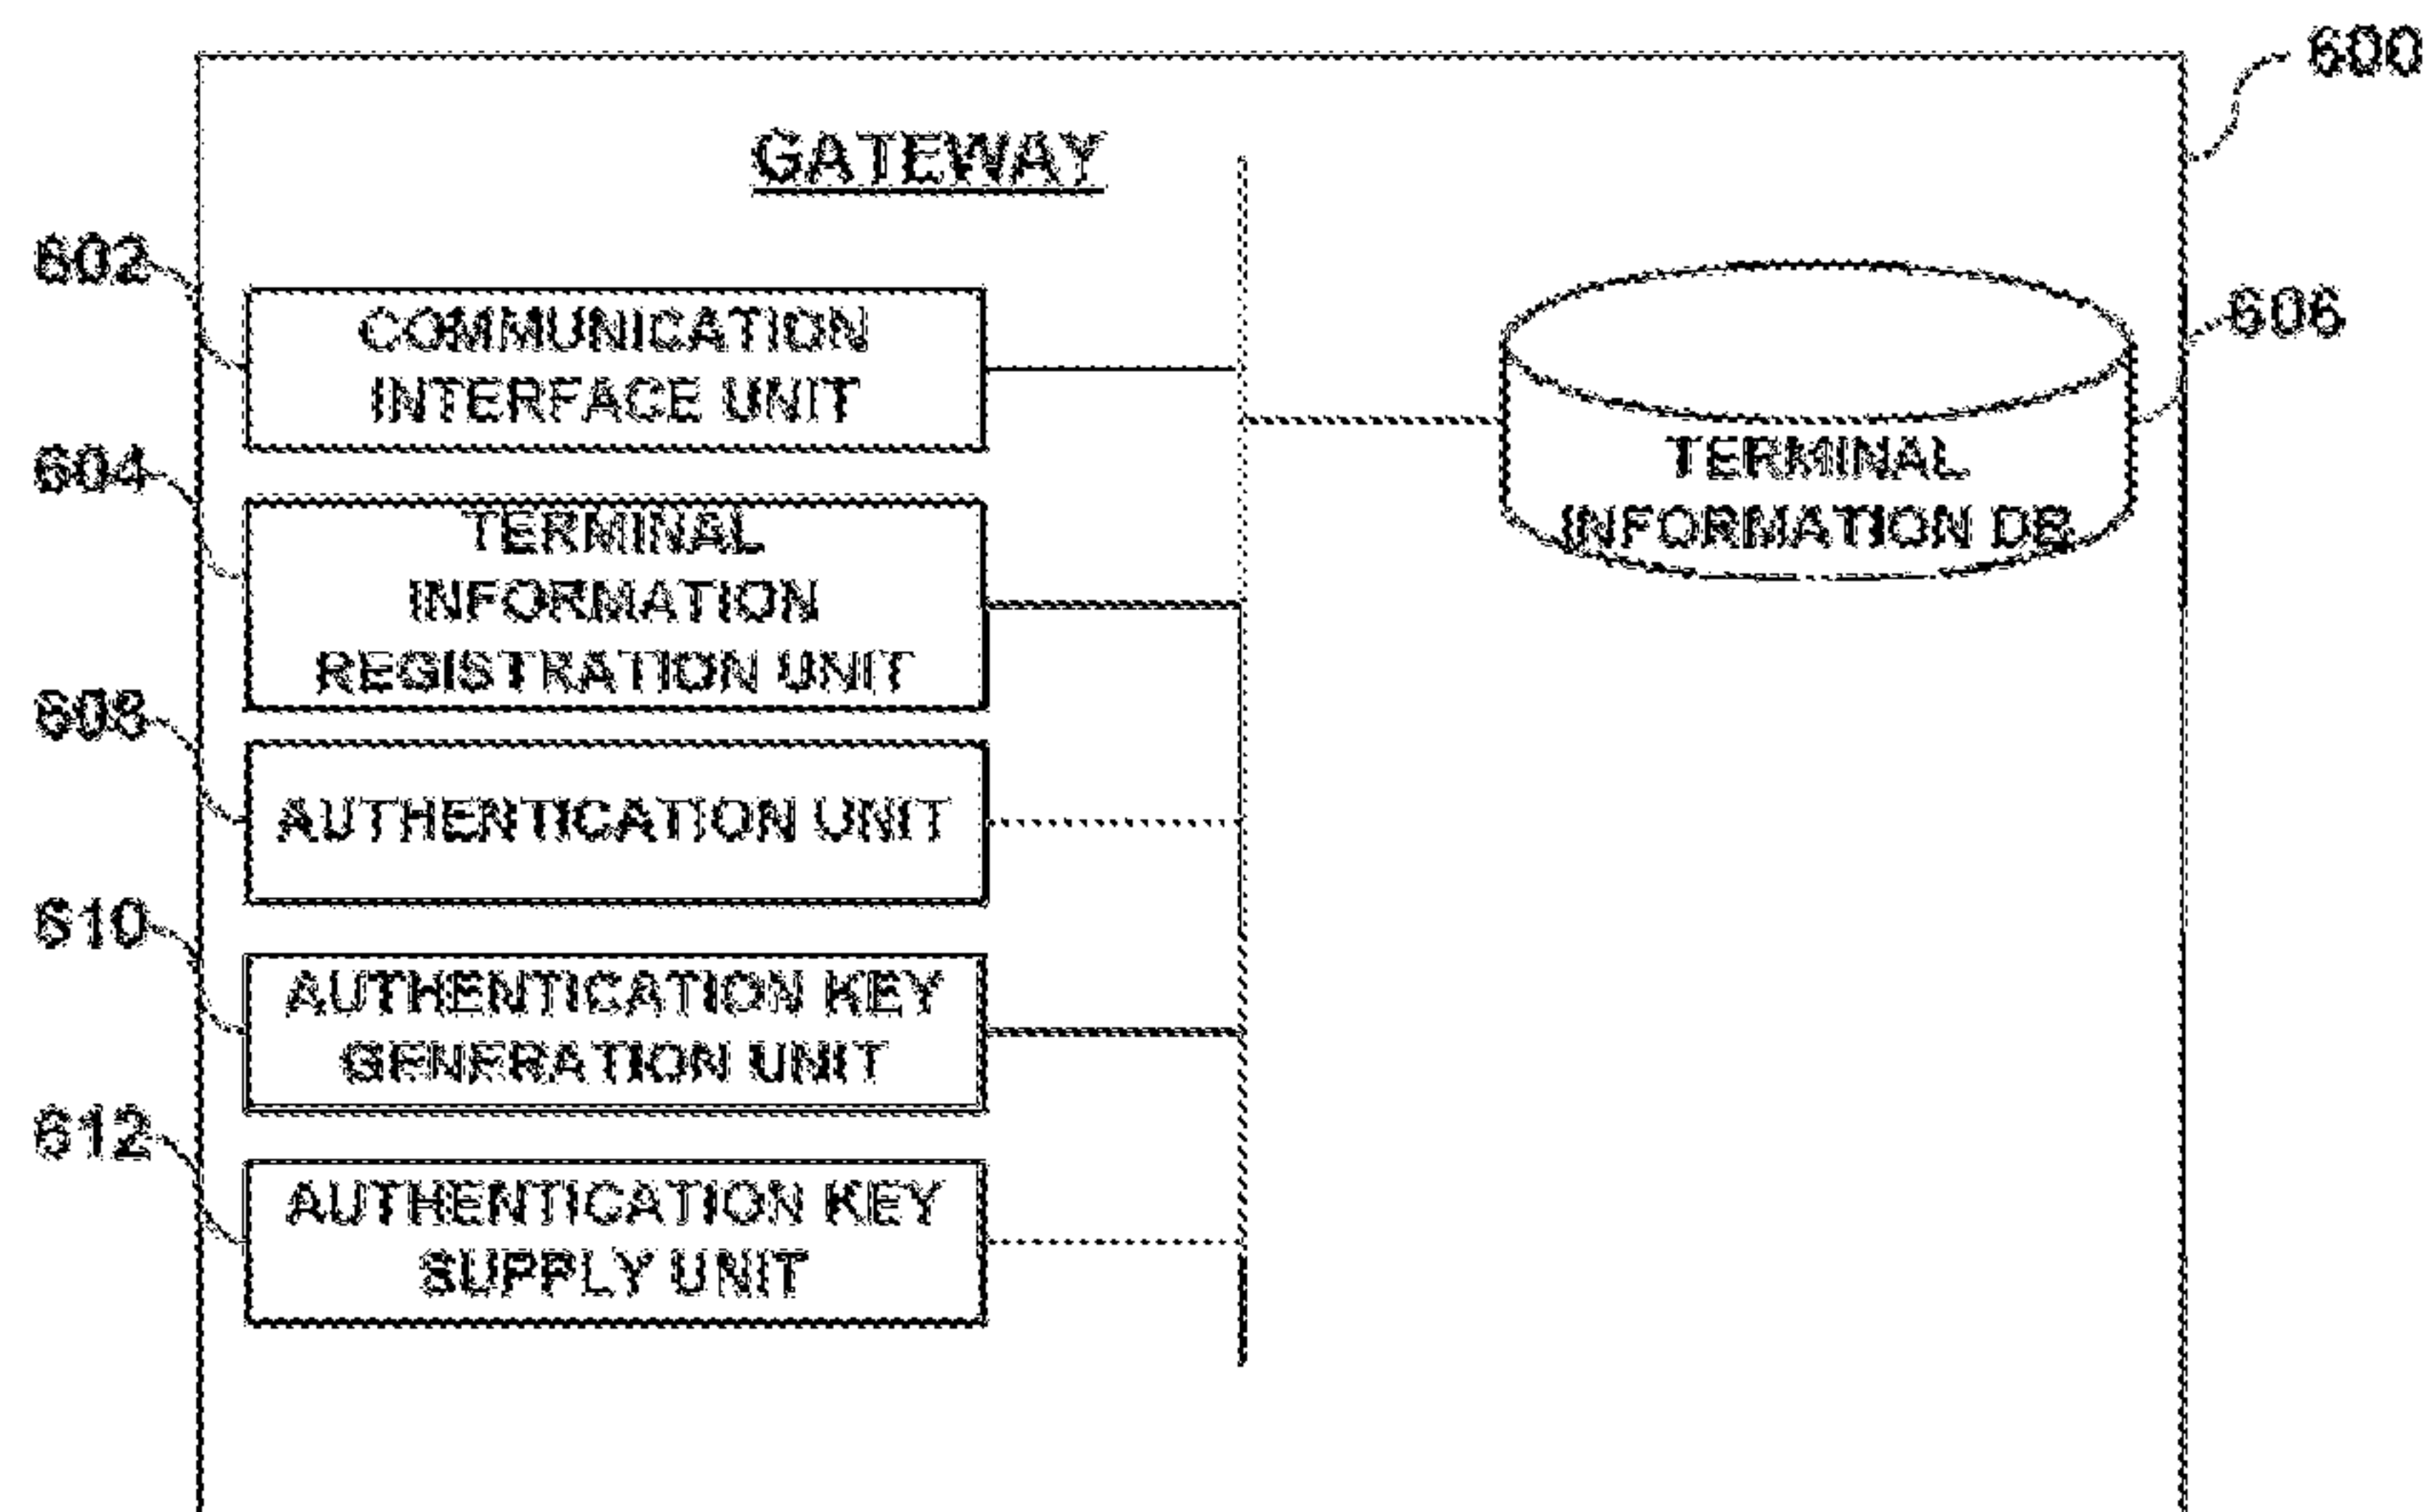 600
GATEWAY
602
COMMUNICATION
INTERFACE UNIT
606
604
TERMINAL
INFORMATION
REGISTRATION UNIT
TERMINAL
INFORMATION DB
608
AUTHENTICATION UNIT
610
AUTHENTICATION KEY
GENERATION UNIT
612
AUTHENTICATION KEY
SUPPLY UNIT